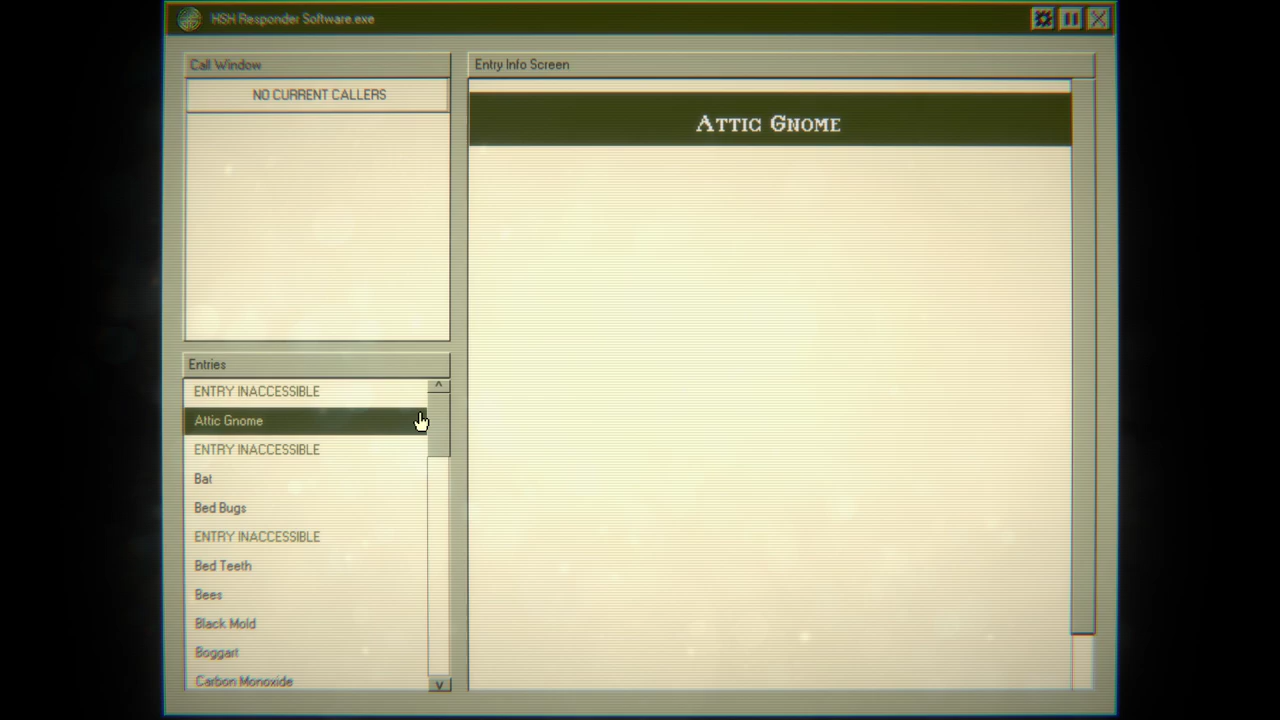 HSH Responder Software.exe
Call Window
NO CURRENT CALLERS
Entry Info Screen
Attic Gnome
Entries
ENTRY INACCESSIBLE
Attic Gnome
ENTRY INACCESSIBLE
Bat
Bed Bugs
ENTRY INACCESSIBLE
Bed Teeth
Bees
Black Mold
Boggart
Carbon Monoxide